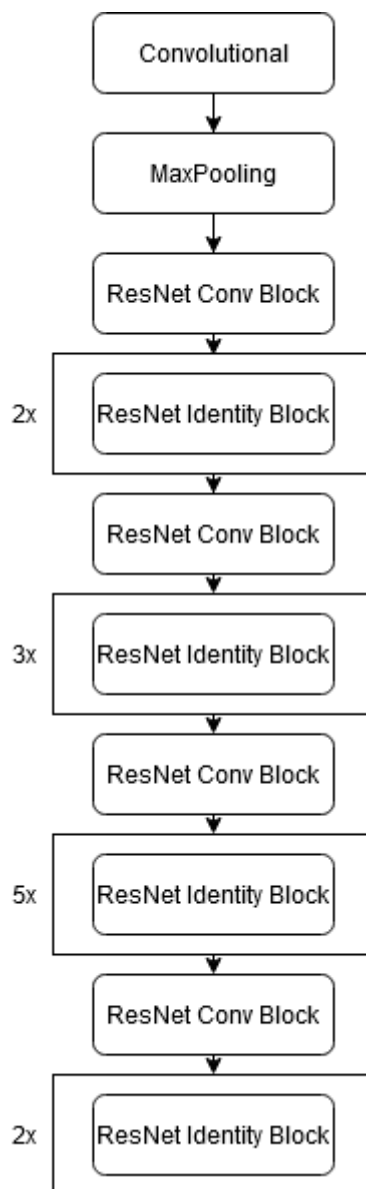 Convolutional
MaxPooling
ResNet Conv Block
2x
ResNet Identity Block
ResNet Conv Block
3x
ResNet Identity Block
ResNet Conv Block
5x
ResNet Identity Block
ResNet Conv Block
2x
ResNet Identity Block